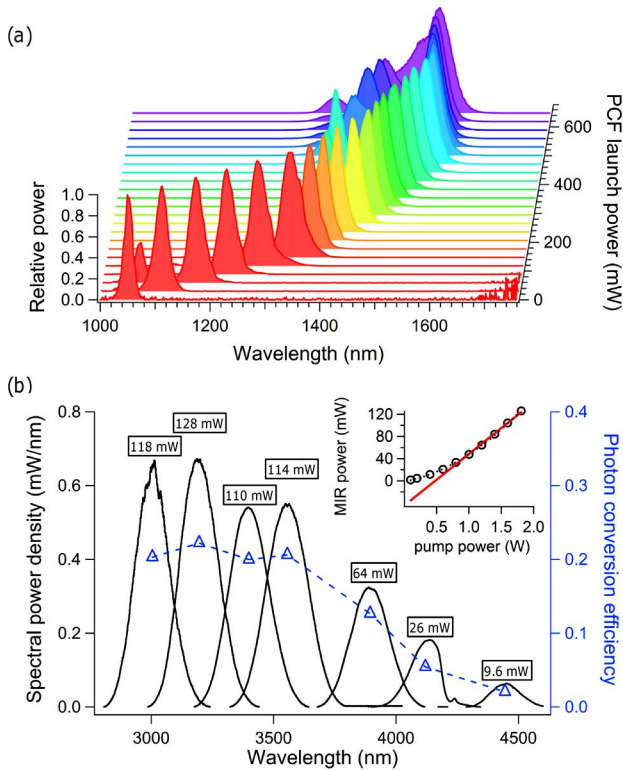 (a)
Relative power
1.0
0.8
0.6
0.4
0.2
0.0
1000
1200
1400
1600
Wavelength (nm)
600
400
200
0
PCF launch power (mW)
(b)
Spectral power density (mW/nm)
0.8
0.6
0.4
0.2
0.0
118 mW
128 mW
110 mW
114 mW
64 mW
26 mW
9.6 mW
MIR power (mW)
120
80
40
0
0.4
1.0
2.0
pump power (W)
0.4
0.3
0.2
0.1
0.0
Photon conversion efficiency
3000
3500
4000
4500
Wavelength (nm)